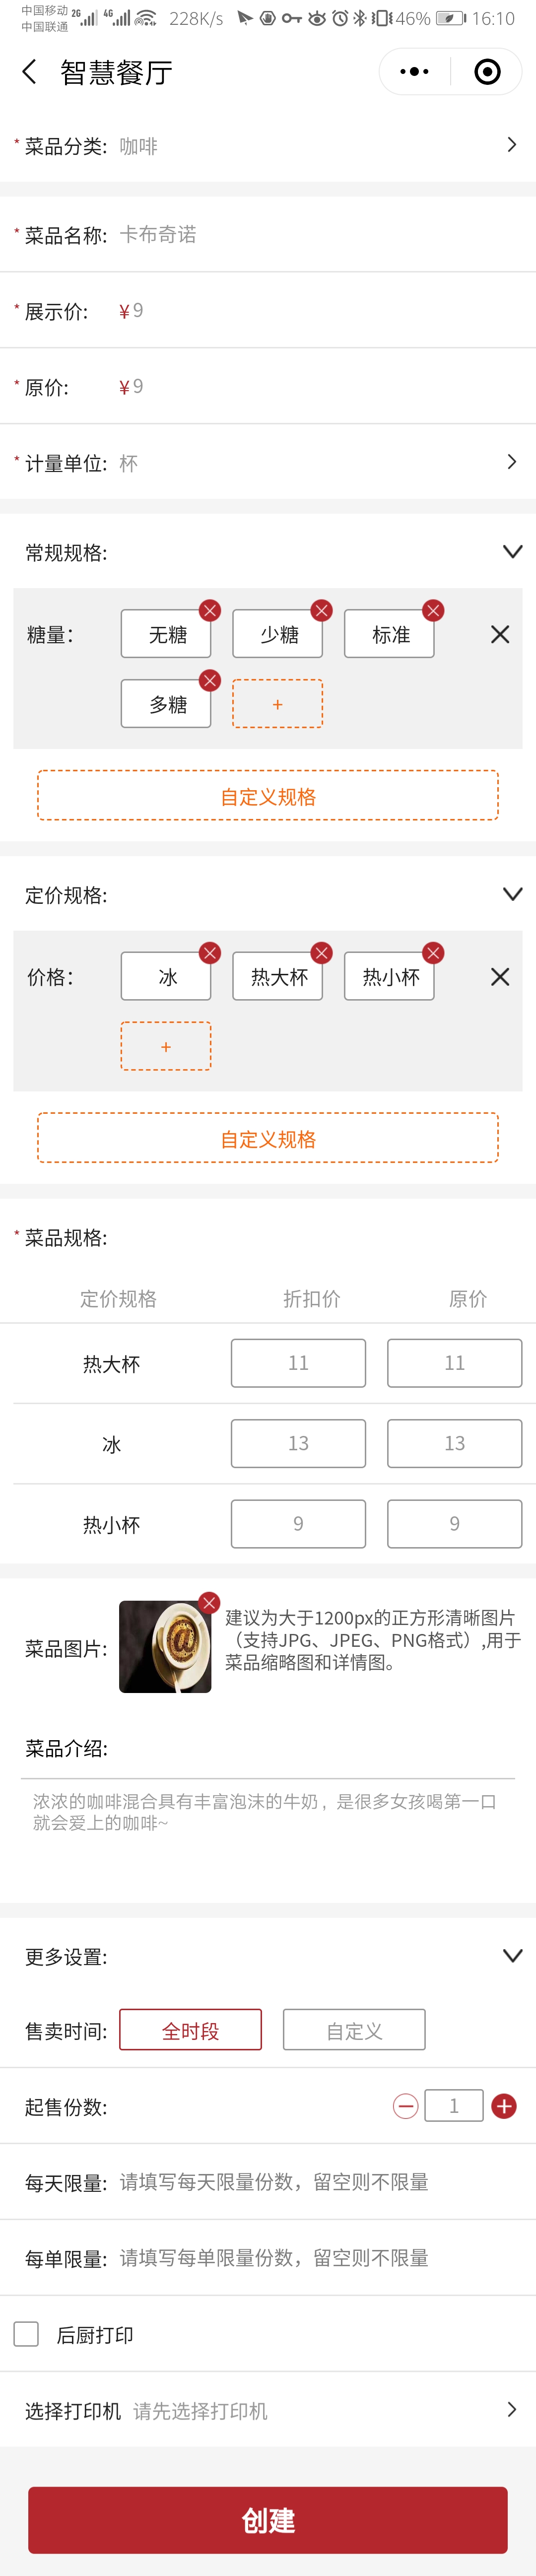 中国移动 2G 4G 228K/s 46% 16:10
中国联通
智慧餐厅
* 菜品分类: 咖啡
* 菜品名称: 卡布奇诺
* 展示价: ¥ 9
* 原价: ¥ 9
* 计量单位: 杯
常规规格:
糖量: 无糖 少糖 标准
多糖 +
自定义规格
定价规格:
价格: 冰 热大杯 热小杯
+
自定义规格
* 菜品规格:
定价规格 折扣价 原价
热大杯 11 11
冰 13 13
热小杯 9 9
菜品图片:
建议为大于1200px的正方形清晰图片
（支持JPG、JPEG、PNG格式）,用于
菜品缩略图和详情图。
菜品介绍:
浓浓的咖啡混合具有丰富泡沫的牛奶，是很多女孩喝第一口
就会爱上的咖啡~
更多设置:
售卖时间: 全时段 自定义
起售份数: 1
每天限量: 请填写每天限量份数，留空则不限量
每单限量: 请填写每单限量份数，留空则不限量
后厨打印
选择打印机 请先选择打印机
创建